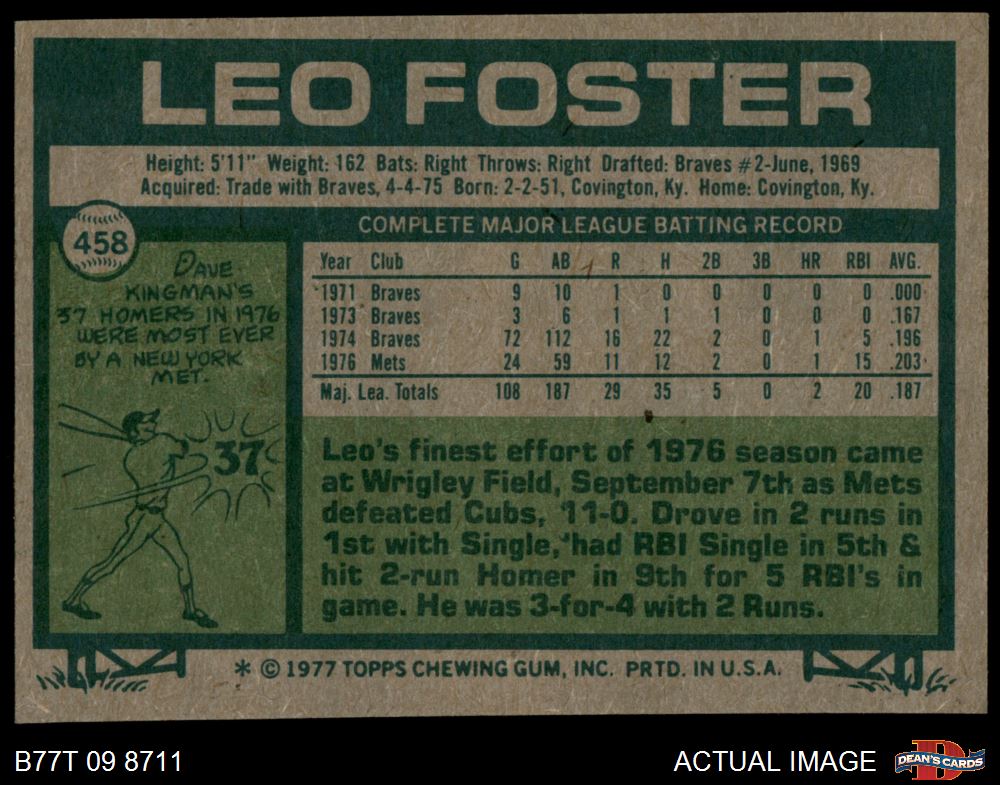 LEO FOSTER
Height: 5'11" Weight: 162 Bats: Right Throws: Right Drafted: Braves #2-June, 1969
Acquired: Trade with Braves, 4-4-75 Born: 2-2-51, Covington, Ky. Home: Covington, Ky.
458
DAVE
KINGMAN'S
37 HOMERS IN 1976
WERE MOST EVER
BY A NEW YORK
MET.
37
COMPLETE MAJOR LEAGUE BATTING RECORD
Year Club G AB R H 2B 3B HR RBI AVG.
1971 Braves 9 10 1 0 0 0 0 0 .000
1973 Braves 3 6 1 1 1 0 0 0 .167
1974 Braves 72 112 16 22 2 0 1 5 .196
1976 Mets 24 59 11 12 2 0 1 15 .203
Maj. Lea. Totals 108 187 29 35 5 0 2 20 .187
Leo's finest effort of 1976 season came
at Wrigley Field, September 7th as Mets
defeated Cubs, 11-0. Drove in 2 runs in
1st with Single, had RBI Single in 5th &
hit 2-run Homer in 9th for 5 RBI's in
game. He was 3-for-4 with 2 Runs.
* © 1977 TOPPS CHEWING GUM, INC. PRTD. IN U.S.A.
B77T 09 8711
ACTUAL IMAGE
D
DEAN'S CARDS